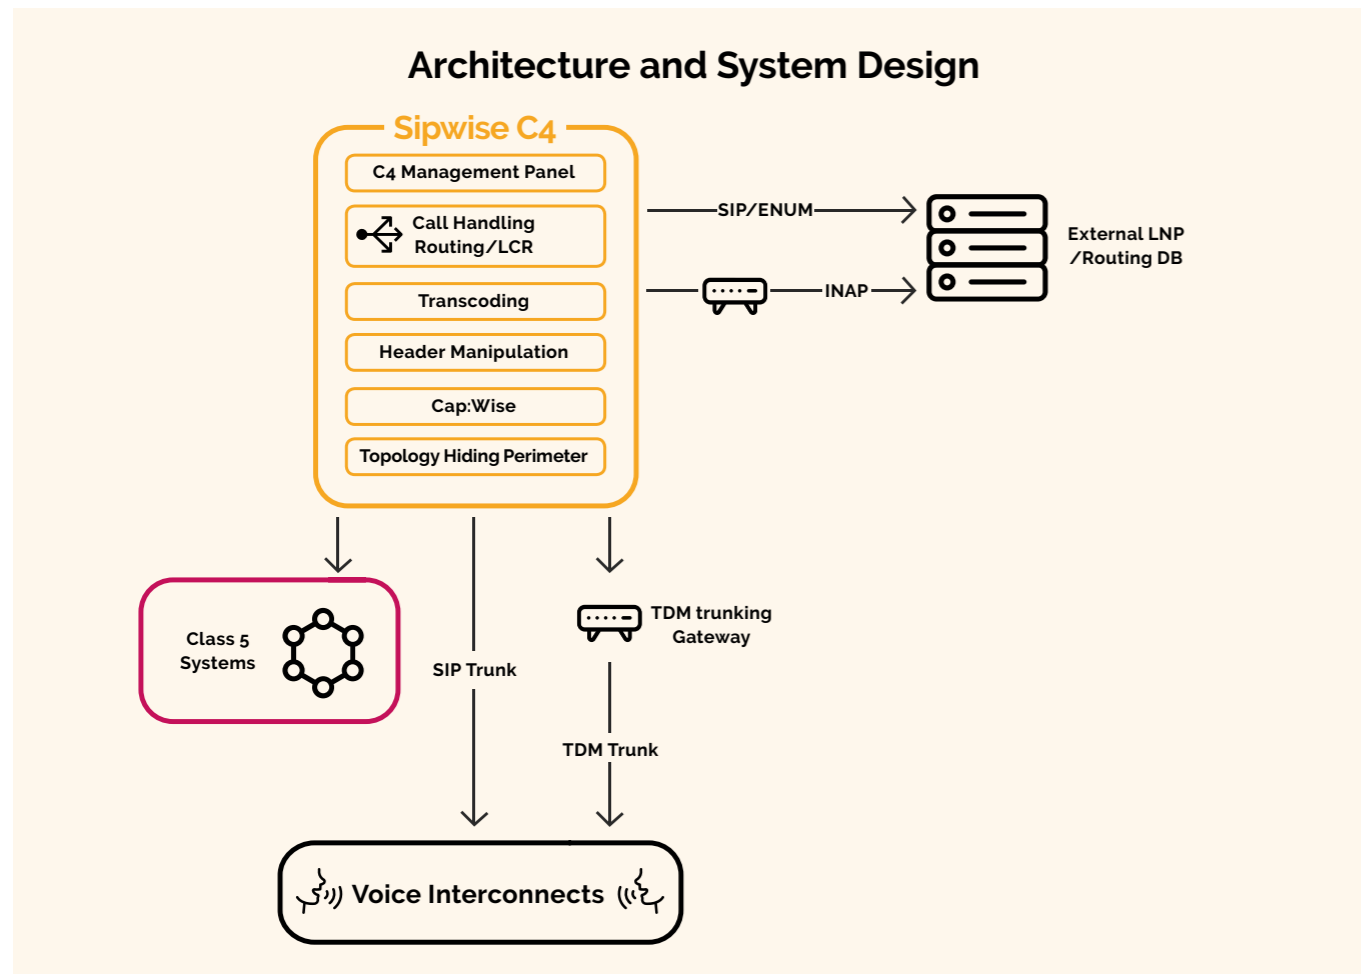 Architecture and System Design
Sipwise C4
C4 Management Panel
Call Handling
Routing/LCR
Transcoding
Header Manipulation
Cap:Wise
Topology Hiding Perimeter
SIP/ENUM
INAP
External LNP
/Routing DB
Class 5
Systems
SIP Trunk
TDM trunking
Gateway
TDM Trunk
Voice Interconnects